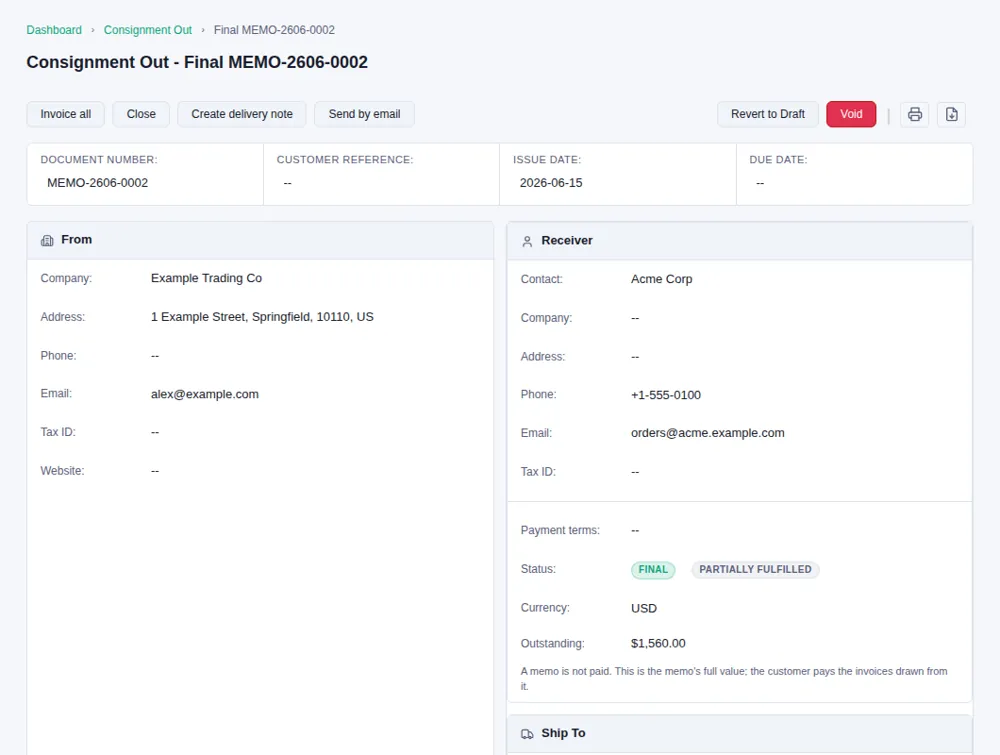 Dashboard › Consignment Out › Final MEMO-2606-0002
Consignment Out - Final MEMO-2606-0002
Invoice all Close Create delivery note Send by email Revert to Draft Void |
DOCUMENT NUMBER: CUSTOMER REFERENCE: ISSUE DATE: DUE DATE:
MEMO-2606-0002 -- 2026-06-15 --
From
Company: Example Trading Co
Address: 1 Example Street, Springfield, 10110, US
Phone: --
Email: alex@example.com
Tax ID: --
Website: --
Receiver
Contact: Acme Corp
Company: --
Address: --
Phone: +1-555-0100
Email: orders@acme.example.com
Tax ID: --
Payment terms: --
Status: FINAL PARTIALLY FULFILLED
Currency: USD
Outstanding: $1,560.00
A memo is not paid. This is the memo's full value; the customer pays the invoices drawn from
it.
Ship To